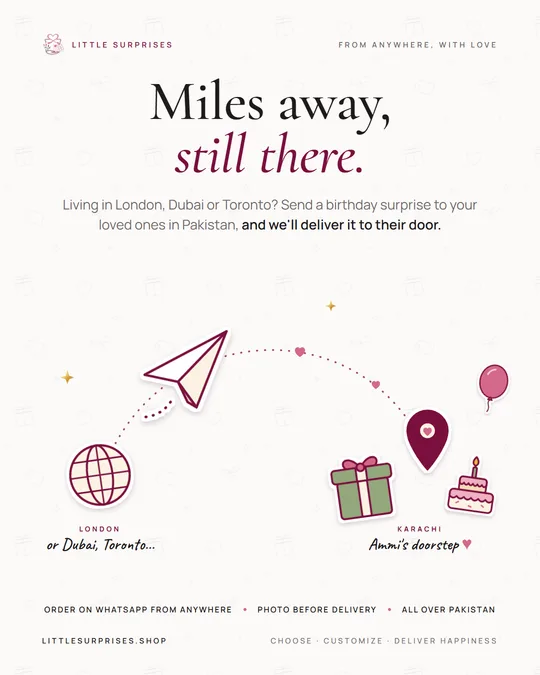 LITTLE SURPRISES
FROM ANYWHERE, WITH LOVE
Miles away,
still there.
Living in London, Dubai or Toronto? Send a birthday surprise to your
loved ones in Pakistan, and we'll deliver it to their door.
LONDON
or Dubai, Toronto...
KARACHI
Ammi's doorstep ♥
ORDER ON WHATSAPP FROM ANYWHERE • PHOTO BEFORE DELIVERY • ALL OVER PAKISTAN
LITTLESURPRISES.SHOP
CHOOSE · CUSTOMIZE · DELIVER HAPPINESS